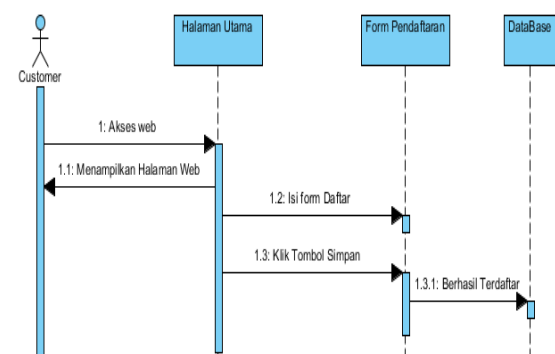 Halaman Utama
Form Pendaftaran
DataBase
Customer
1: Akses web
1.1: Menampilkan Halaman Web
1.2: Isi form Daftar
1.3: Klik Tombol Simpan
1.3.1: Berhasil Terdaftar